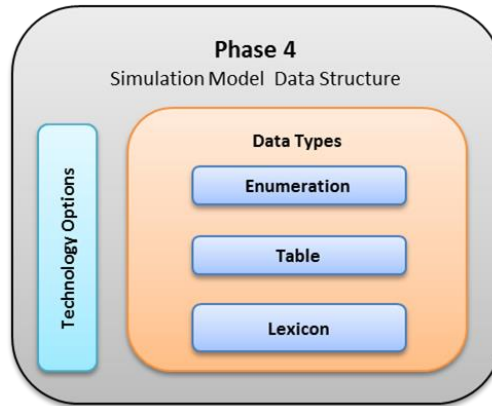 Phase 4
Simulation Model Data Structure
Technology Options
Data Types
Enumeration
Table
Lexicon